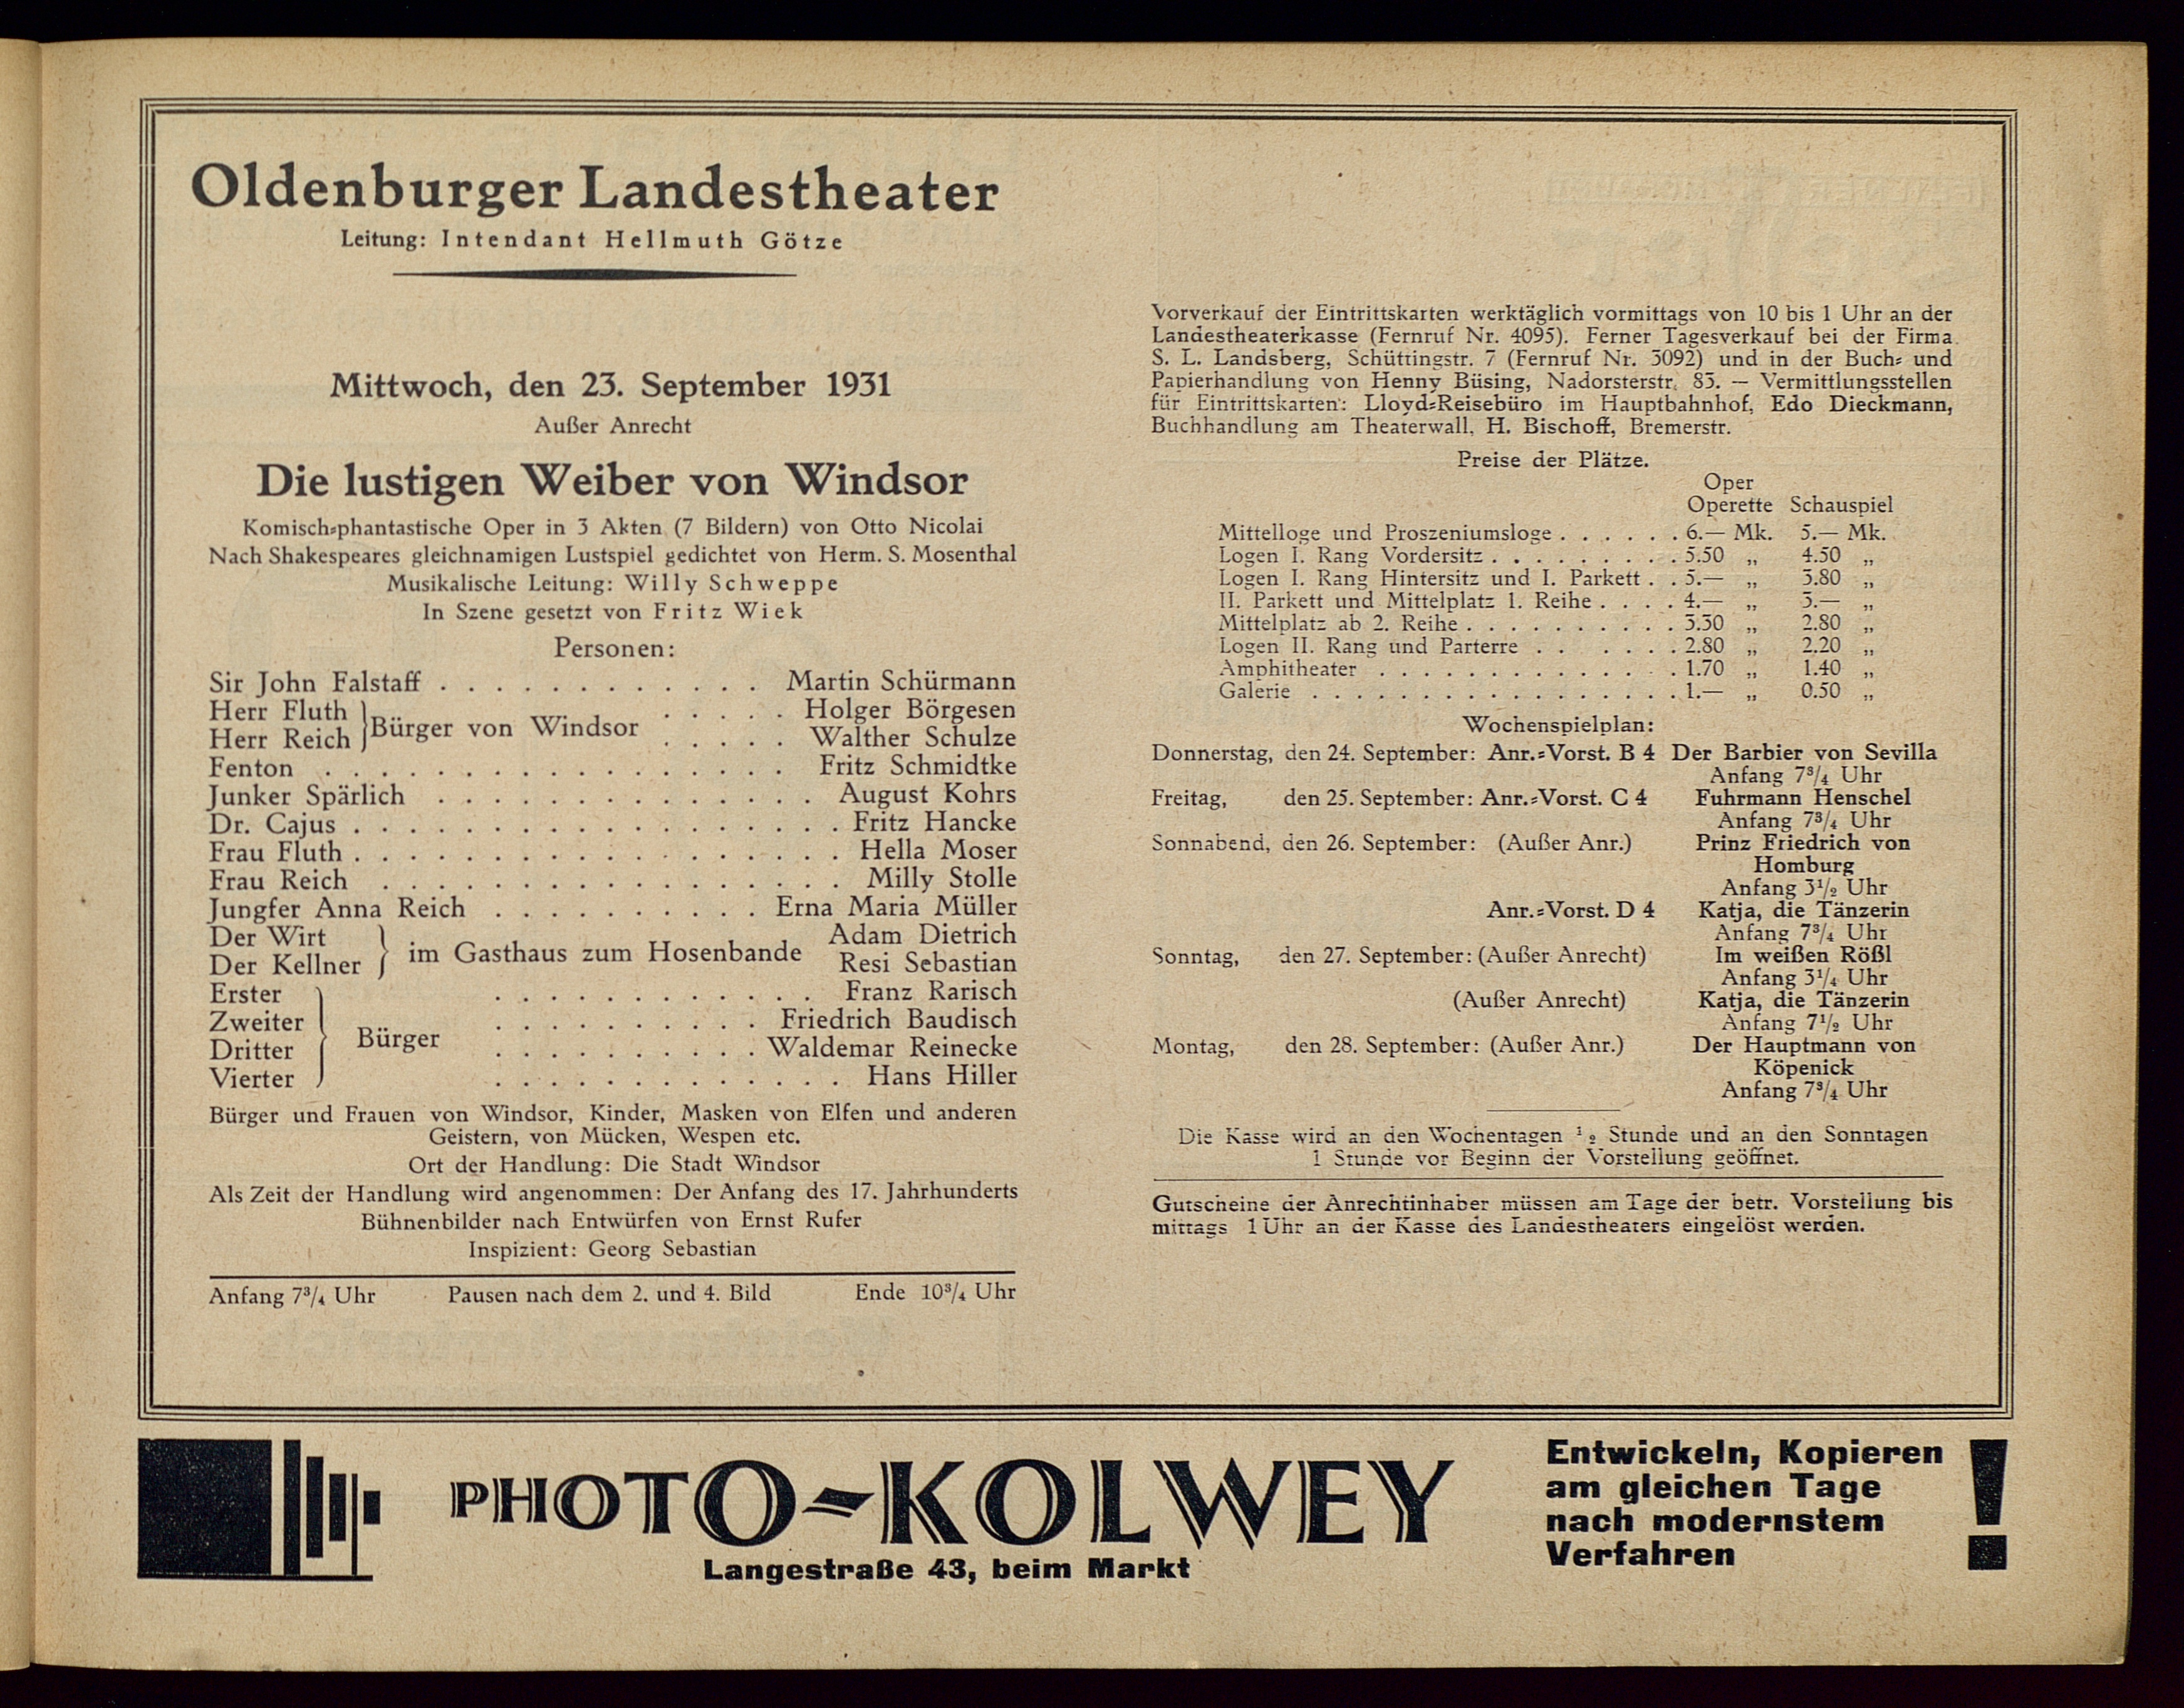 Oldenburger Landestheater
Leitung: Intendant Hellmuth Götze
Mittwoch, den 23. September 1931
Außer Anrecht
Die lustigen Weiber von Windsor
Komisch-phantastische Oper in 3 Akten (7 Bildern) von Otto Nicolai
Nach Shakespeares gleichnamigen Lustspiel gedichtet von Herm. S. Mosenthal
Musikalische Leitung: Willy Schweppe
In Szene gesetzt von Fritz Wiek
Personen:
Sir John Falstaff . . . . . . . . . . . . Martin Schürmann
Herr Fluth } Bürger von Windsor . . . . . Holger Börgesen
Herr Reich } . . . . . Walther Schulze
Fenton . . . . . . . . . . . . . . . . . Fritz Schmidtke
Junker Spärlich . . . . . . . . . . . . . . August Kohrs
Dr. Cajus . . . . . . . . . . . . . . . . . . Fritz Hancke
Frau Fluth . . . . . . . . . . . . . . . . . . Hella Moser
Frau Reich . . . . . . . . . . . . . . . . . Milly Stolle
Jungfer Anna Reich . . . . . . . . . . Erna Maria Müller
Der Wirt } im Gasthaus zum Hosenbande Adam Dietrich
Der Kellner } Resi Sebastian
Erster } Bürger . . . . . . . . . . . . Franz Rarisch
Zweiter . . . . . . . . . . Friedrich Baudisch
Dritter . . . . . . . . . . Waldemar Reinecke
Vierter . . . . . . . . . . . . . Hans Hiller
Bürger und Frauen von Windsor, Kinder, Masken von Elfen und anderen
Geistern, von Mücken, Wespen etc.
Ort der Handlung: Die Stadt Windsor
Als Zeit der Handlung wird angenommen: Der Anfang des 17. Jahrhunderts
Bühnenbilder nach Entwürfen von Ernst Rufer
Inspizient: Georg Sebastian
Anfang 7³/₄ Uhr Pausen nach dem 2. und 4. Bild Ende 10³/₄ Uhr
Vorverkauf der Eintrittskarten werktäglich vormittags von 10 bis 1 Uhr an der
Landestheaterkasse (Fernruf Nr. 4095). Ferner Tagesverkauf bei der Firma
S. L. Landsberg, Schüttingstr. 7 (Fernruf Nr. 3092) und in der Buch- und
Papierhandlung von Henny Büsing, Nadorsterstr. 83. — Vermittlungsstellen
für Eintrittskarten: Lloyd-Reisebüro im Hauptbahnhof, Edo Dieckmann,
Buchhandlung am Theaterwall, H. Bischoff, Bremerstr.
Preise der Plätze.
Oper
Operette Schauspiel
Mittelloge und Proszeniumsloge . . . . . . 6.— Mk. 5.— Mk.
Logen I. Rang Vordersitz . . . . . . . . . 5.50 „ 4.50 „
Logen I. Rang Hintersitz und I. Parkett . . 5.— „ 3.80 „
II. Parkett und Mittelplatz 1. Reihe . . . . 4.— „ 3.— „
Mittelplatz ab 2. Reihe . . . . . . . . . . 3.30 „ 2.80 „
Logen II. Rang und Parterre . . . . . . 2.80 „ 2.20 „
Amphitheater . . . . . . . . . . . . . 1.70 „ 1.40 „
Galerie . . . . . . . . . . . . . . . . . 1.— „ 0.50 „
Wochenspielplan:
Donnerstag, den 24. September: Anr.-Vorst. B 4 Der Barbier von Sevilla
Anfang 7³/₄ Uhr
Freitag, den 25. September: Anr.-Vorst. C 4 Fuhrmann Henschel
Anfang 7³/₄ Uhr
Sonnabend, den 26. September: (Außer Anr.) Prinz Friedrich von
Homburg
Anfang 3¹/₂ Uhr
Anr.-Vorst. D 4 Katja, die Tänzerin
Anfang 7³/₄ Uhr
Sonntag, den 27. September: (Außer Anrecht) Im weißen Rößl
Anfang 3¹/₄ Uhr
(Außer Anrecht) Katja, die Tänzerin
Anfang 7¹/₂ Uhr
Montag, den 28. September: (Außer Anr.) Der Hauptmann von
Köpenick
Anfang 7³/₄ Uhr
Die Kasse wird an den Wochentagen ¹/₂ Stunde und an den Sonntagen
1 Stunde vor Beginn der Vorstellung geöffnet.
Gutscheine der Anrechtinhaber müssen am Tage der betr. Vorstellung bis
mittags 1 Uhr an der Kasse des Landestheaters eingelöst werden.
PHOTO-KOLWEY
Langestraße 43, beim Markt
Entwickeln, Kopieren
am gleichen Tage
nach modernstem
Verfahren !